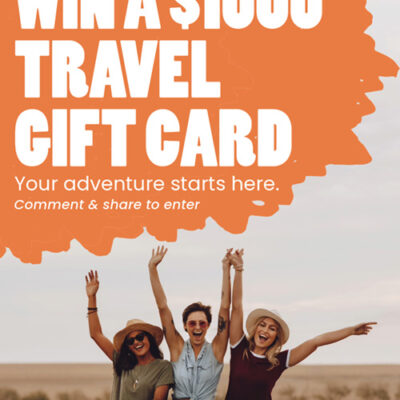 WIN A $1000
TRAVEL
GIFT CARD
Your adventure starts here.
Comment & share to enter